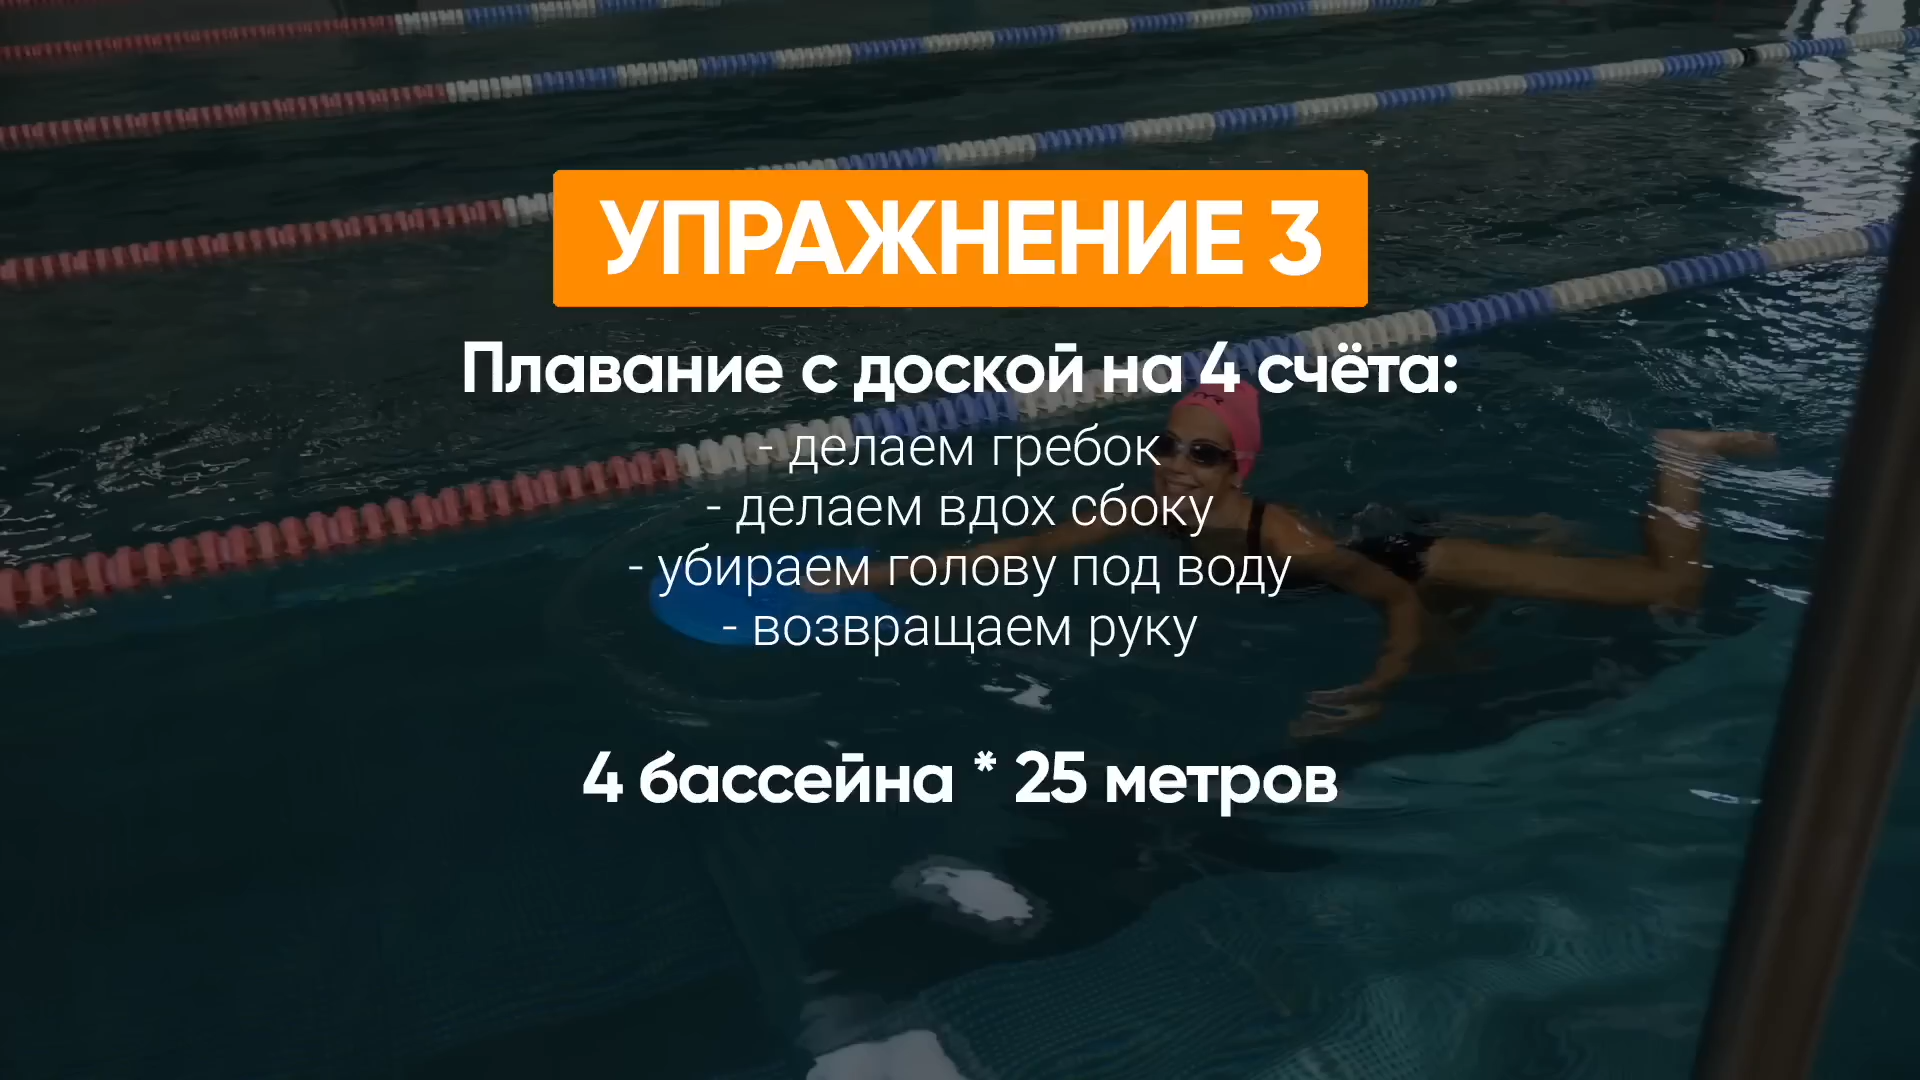 УПРАЖНЕНИЕ 3
Плавание с доской на 4 счёта:
- делаем гребок
- делаем вдох сбоку
- убираем голову под воду
- возвращаем руку
4 бассейна * 25 метров